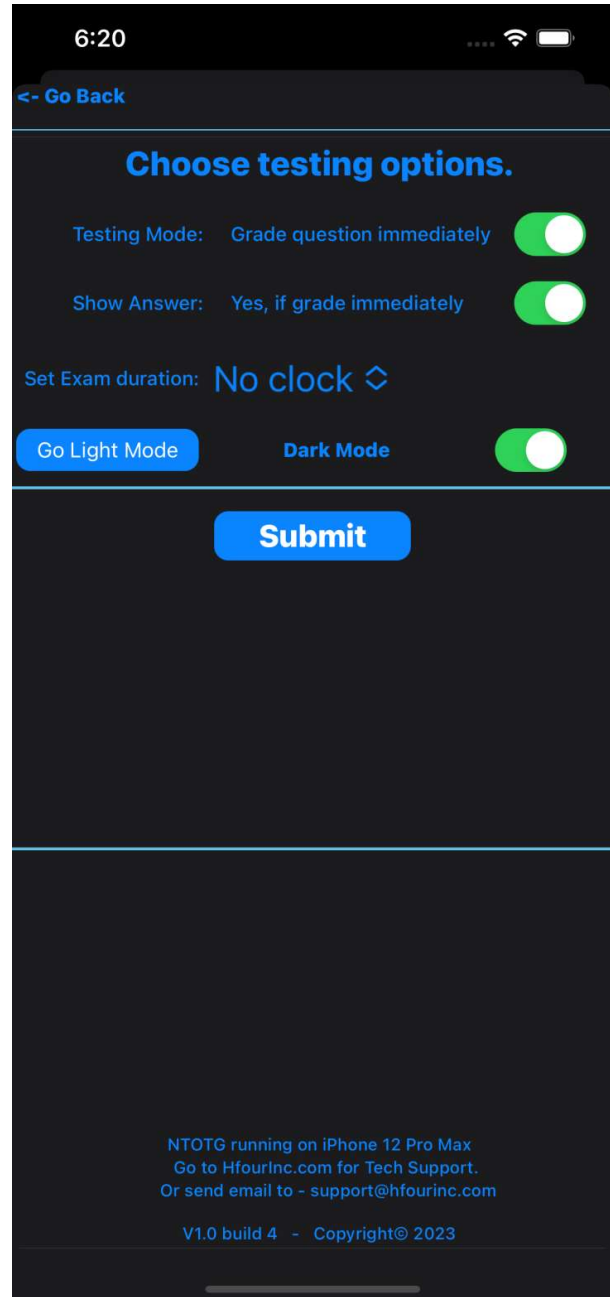 6:20
<- Go Back
Choose testing options.
Testing Mode: Grade question immediately
Show Answer: Yes, if grade immediately
Set Exam duration: No clock
Go Light Mode Dark Mode
Submit
NTOTG running on iPhone 12 Pro Max
Go to HfourInc.com for Tech Support.
Or send email to - support@hfourinc.com
V1.0 build 4 - Copyright© 2023